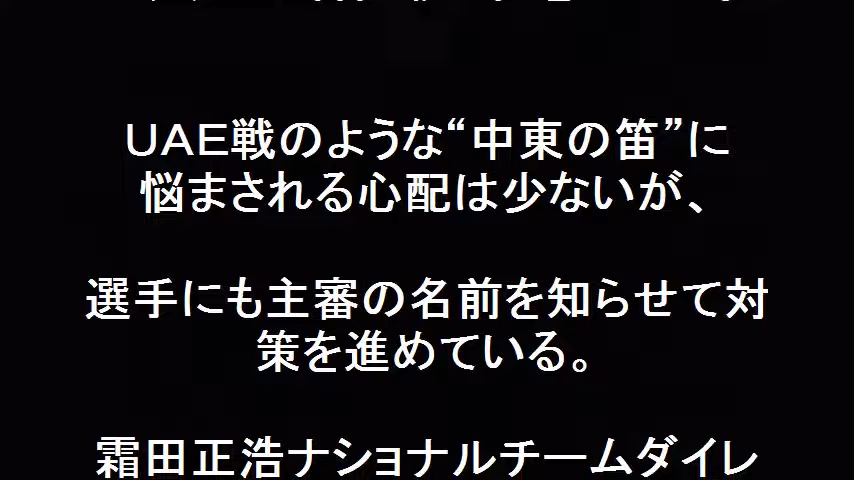 ＵＡＥ戦のような“中東の笛”に
悩まされる心配は少ないが、
選手にも主審の名前を知らせて対
策を進めている。
霜田正浩ナショナルチームダイレ